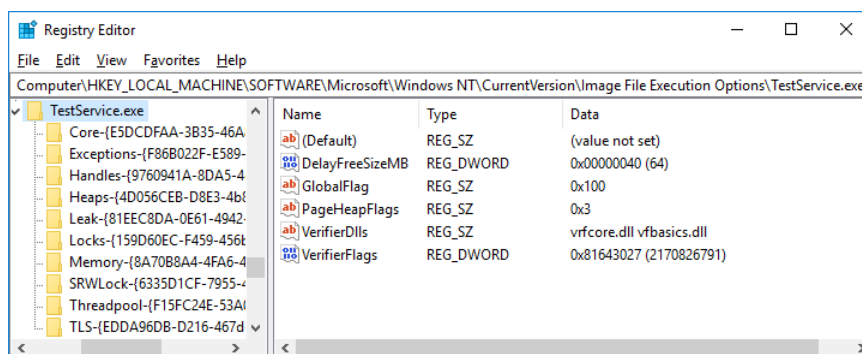 Registry Editor
File Edit View Favorites Help
Computer\HKEY_LOCAL_MACHINE\SOFTWARE\Microsoft\Windows NT\CurrentVersion\Image File Execution Options\TestService.exe
TestService.exe
Core-{E5DCDFAA-3B35-46A
Exceptions-{F86B022F-E589-
Handles-{9760941A-8DA5-4
Heaps-{4D056CEB-D8E3-4b8
Leak-{81EEC8DA-0E61-4942-
Locks-{159D60EC-F459-456b
Memory-{8A70B8A4-4FA6-4
SRWLock-{6335D1CF-7955-4
Threadpool-{F15FC24E-53A0
TLS-{EDDA96DB-D216-467d
Name Type Data
(Default) REG_SZ (value not set)
DelayFreeSizeMB REG_DWORD 0x00000040 (64)
GlobalFlag REG_SZ 0x100
PageHeapFlags REG_SZ 0x3
VerifierDlls REG_SZ vrfcore.dll vfbasics.dll
VerifierFlags REG_DWORD 0x81643027 (2170826791)